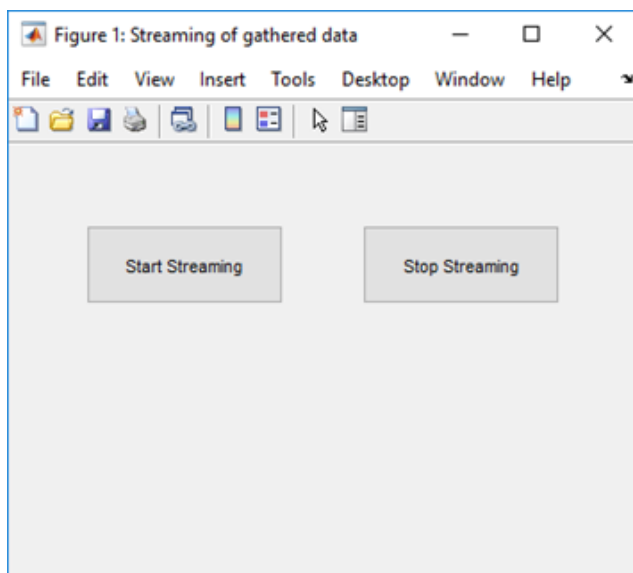 Figure 1: Streaming of gathered data
File Edit View Insert Tools Desktop Window Help
Start Streaming Stop Streaming